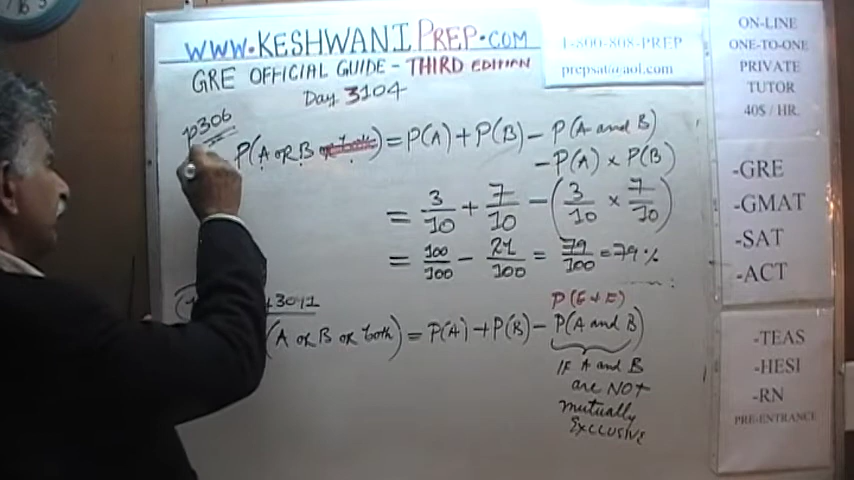 WWW.KESHWANIPREP.COM
1-800-808-PREP
prepsat@aol.com
GRE OFFICIAL GUIDE - THIRD EDITION
Day 3104
p306
P(A OR B) = P(A) + P(B) - P(A and B)
- P(A) × P(B)
= 3/10 + 7/10 - (3/10 × 7/10)
= 100/100 - 21/100 = 79/100 = 79%
P(E + E)
(A OR B OR both) = P(A) + P(B) - P(A and B)
IF A and B
are NOT
mutually
EXCLUSIVE
ON-LINE
ONE-TO-ONE
PRIVATE
TUTOR
40$ / HR.
-GRE
-GMAT
-SAT
-ACT
-TEAS
-HESI
-RN
PRE-ENTRANCE